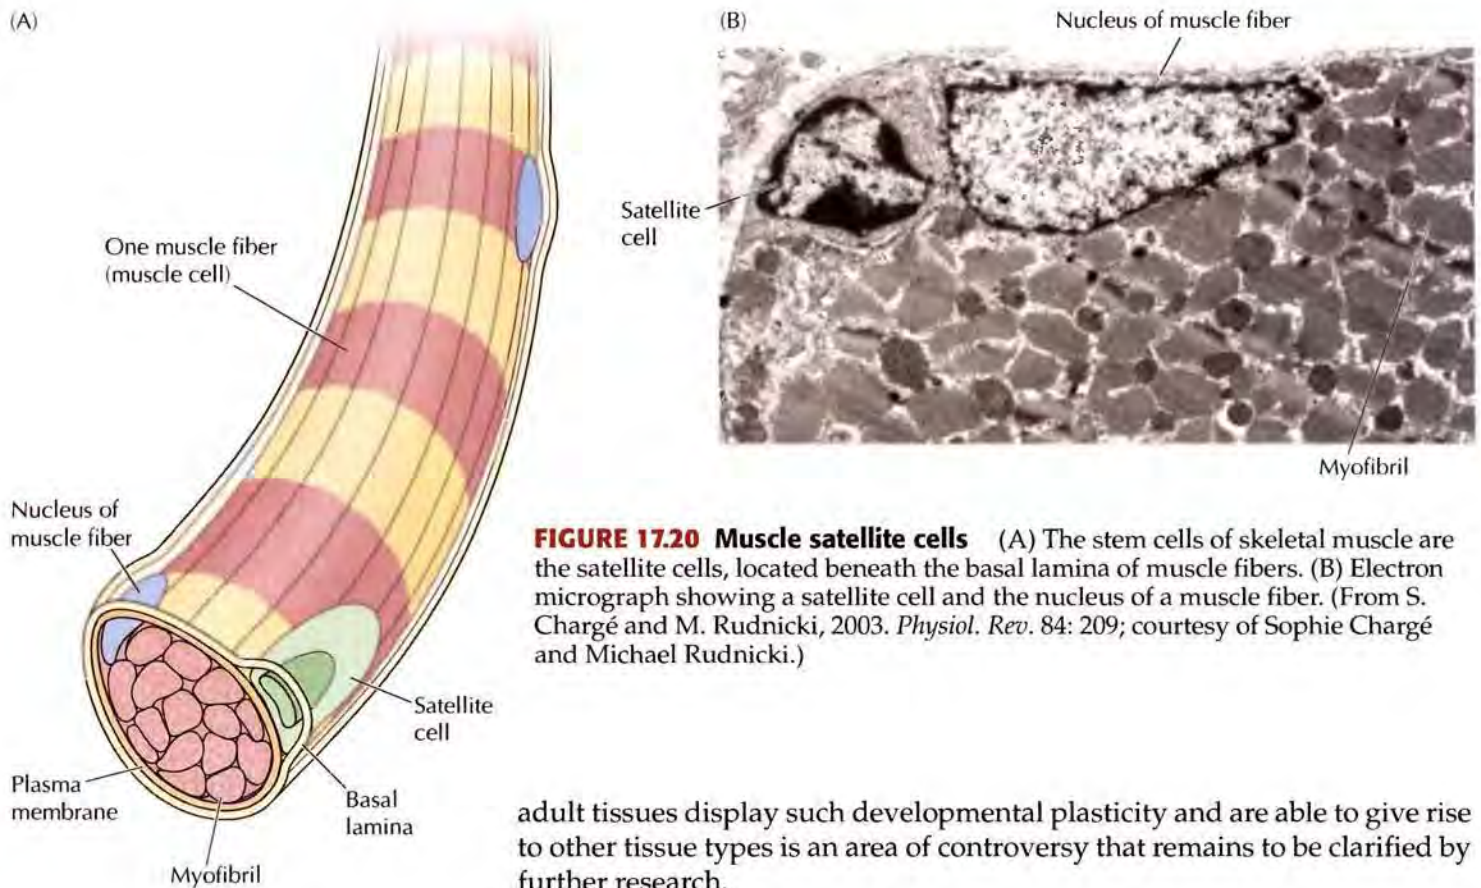 (A)
One muscle fiber
(muscle cell)
Nucleus of
muscle fiber
Satellite
cell
Plasma
membrane
Basal
lamina
Myofibril
(B)
Nucleus of muscle fiber
Satellite
cell
Myofibril
FIGURE 17.20 Muscle satellite cells (A) The stem cells of skeletal muscle are
the satellite cells, located beneath the basal lamina of muscle fibers. (B) Electron
micrograph showing a satellite cell and the nucleus of a muscle fiber. (From S.
Chargé and M. Rudnicki, 2003. Physiol. Rev. 84: 209; courtesy of Sophie Chargé
and Michael Rudnicki.)
adult tissues display such developmental plasticity and are able to give rise
to other tissue types is an area of controversy that remains to be clarified by
further research.